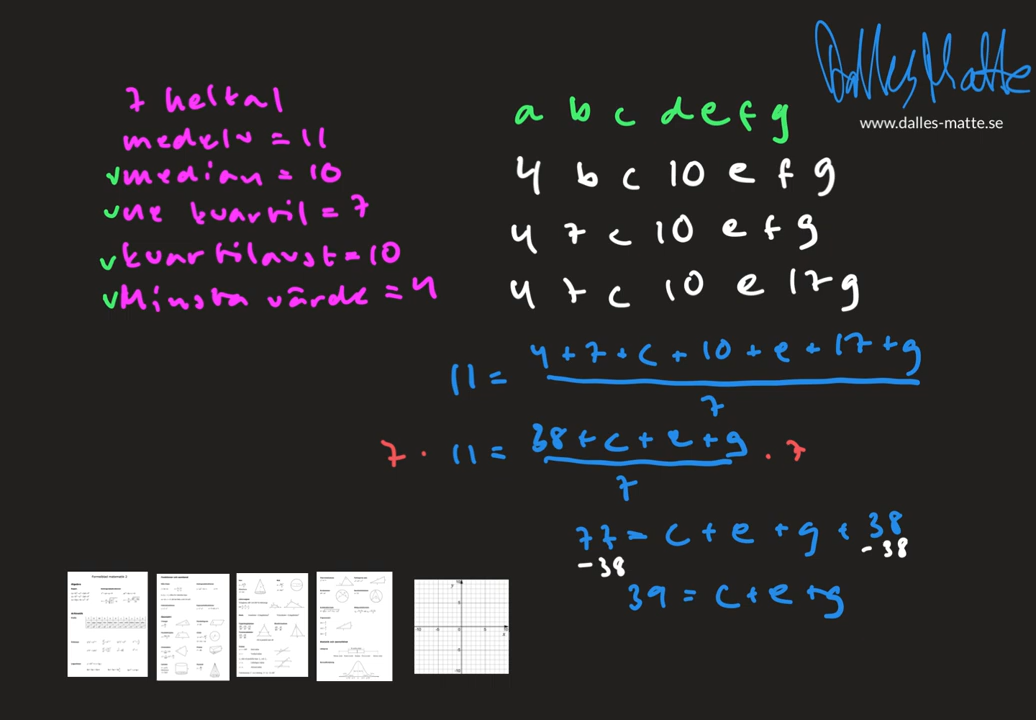 Dalles Matte
www.dalles-matte.se
7 heltal
medelv = 11
✓median = 10
✓ne kvartil = 7
✓kvartilavst = 10
✓Minsta värde = 4
a b c d e f g
4 b c 10 e f g
4 7 c 10 e f g
4 7 c 10 e 17 g
11 = 4 + 7 + c + 10 + e + 17 + g
7
7 · 11 = 38 + c + e + g · 7
7
77 = c + e + g + 38
-38 -38
39 = c + e + g